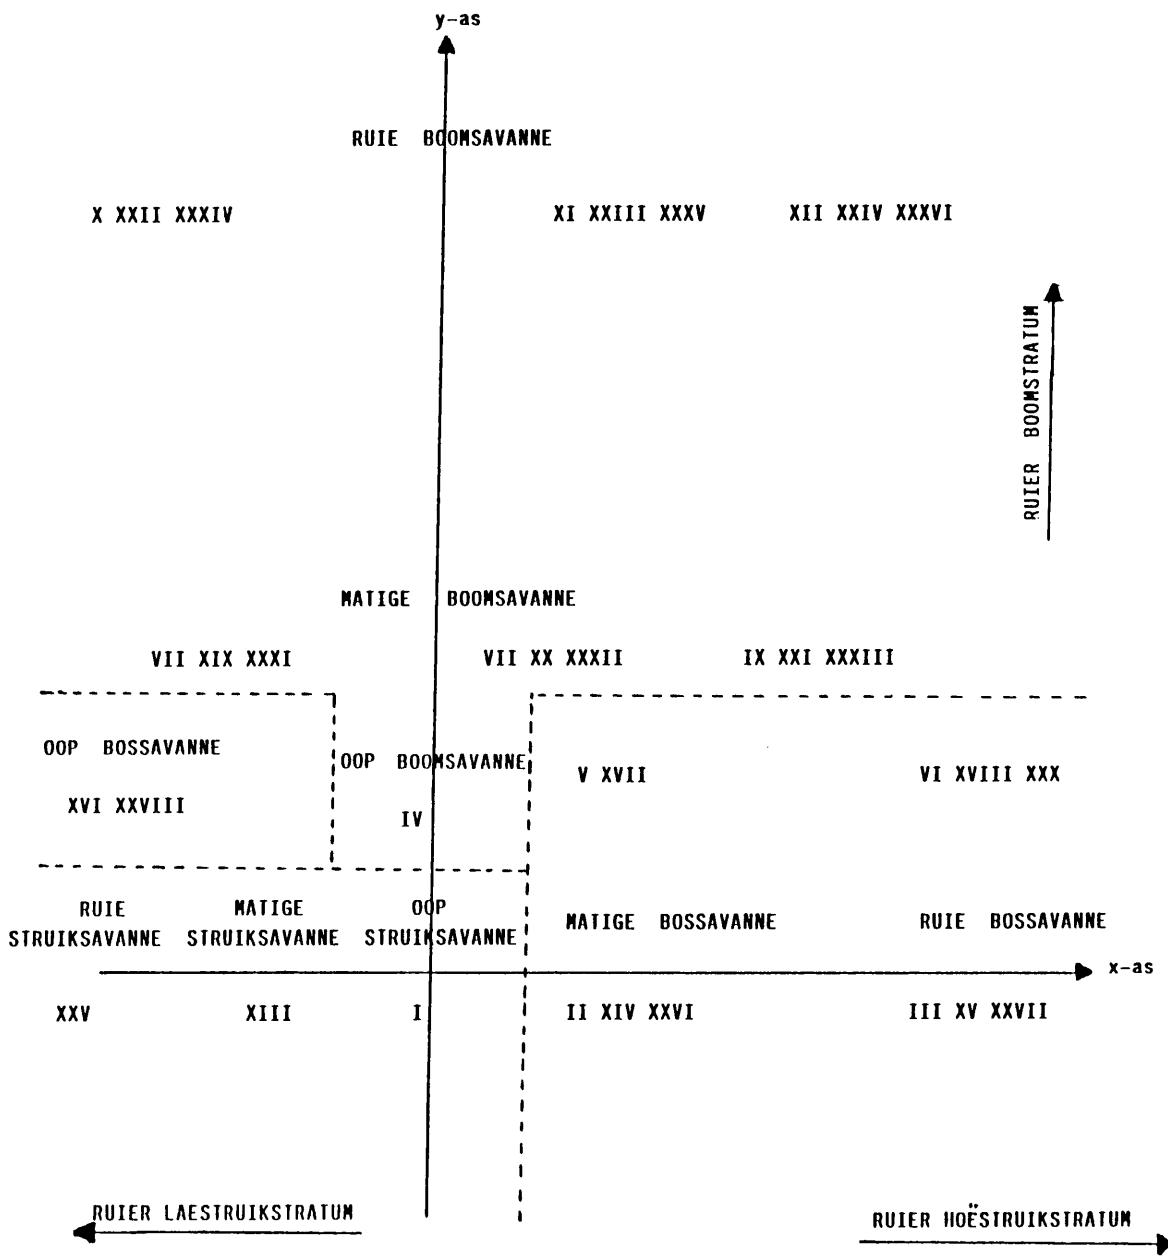 y-as
RUIE BOOMSAVANNE
X XXII XXXIV XI XXIII XXXV XII XXIV XXXVI
RUIER BOOMSTRATUM
MATIGE BOOMSAVANNE
VII XIX XXXI VII XX XXXII IX XXI XXXIII
OOP BOSSAVANNE
OOP BOOMSAVANNE
V XVII VI XVIII XXX
XVI XXVIII
IV
RUIE MATIGE OOP
STRUIKSAVANNE STRUIKSAVANNE STRUIKSAVANNE
MATIGE BOSSAVANNE RUIE BOSSAVANNE
x-as
XXV XIII I II XIV XXVI III XV XXVII
RUIER LAESTRUIKSTRATUM
RUIER HOËSTRUIKSTRATUM